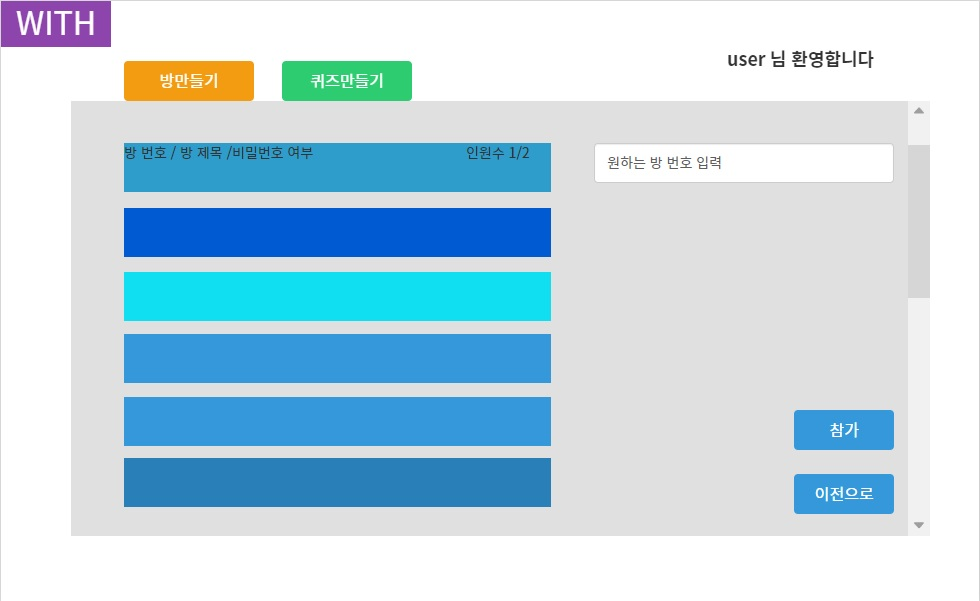 WITH
user 님 환영합니다
방만들기
퀴즈만들기
방 번호 / 방 제목 /비밀번호 여부
인원수 1/2
원하는 방 번호 입력
참가
이전으로